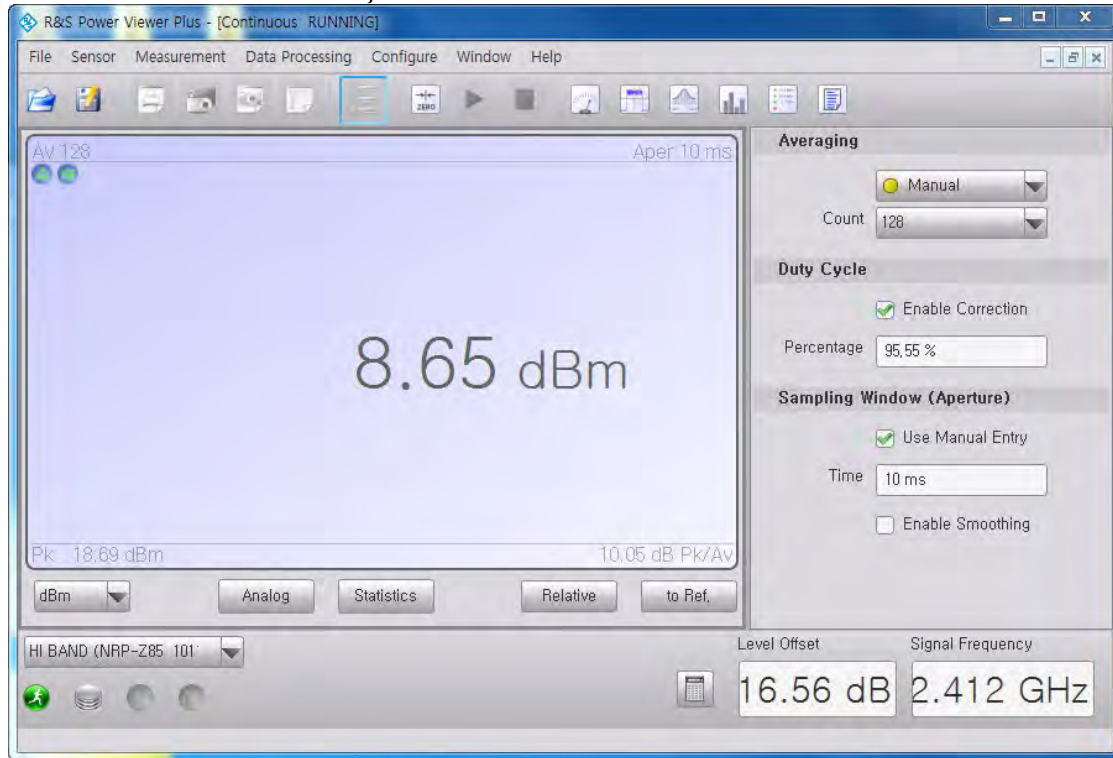 R&S Power Viewer Plus - [Continuous RUNNING]
File Sensor Measurement Data Processing Configure Window Help
ZERO
Av 128 Aper 10 ms
8.65 dBm
Pk 18.69 dBm 10.05 dB Pk/Av
dBm Analog Statistics Relative to Ref.
Averaging
Manual
Count 128
Duty Cycle
Enable Correction
Percentage 95.55 %
Sampling Window (Aperture)
Use Manual Entry
Time 10 ms
Enable Smoothing
HI BAND (NRP-Z85 101
Level Offset Signal Frequency
16.56 dB 2.412 GHz